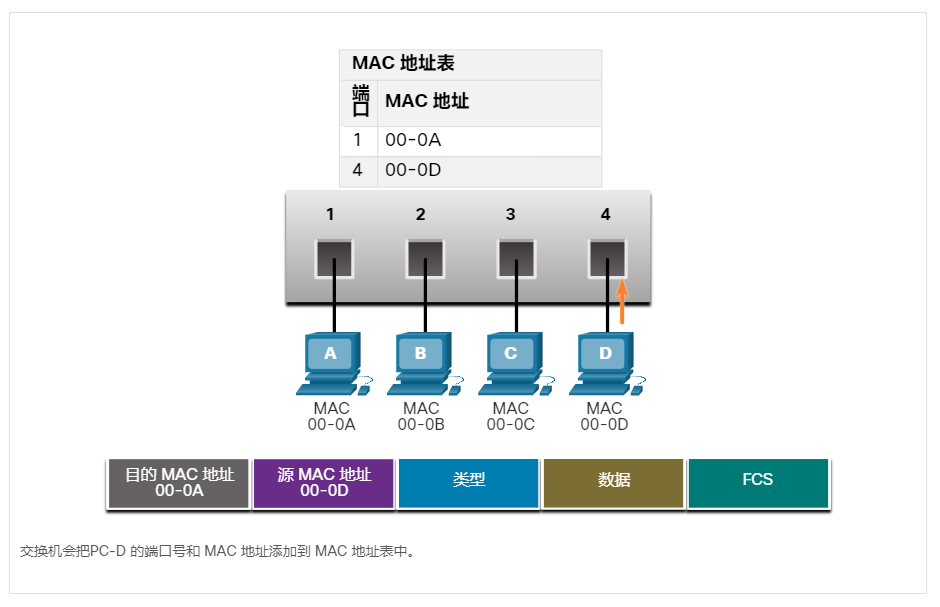 MAC 地址表
端口 MAC 地址
1 00-0A
4 00-0D
1 2 3 4
A B C D
MAC MAC MAC MAC
00-0A 00-0B 00-0C 00-0D
目的 MAC 地址 源 MAC 地址 类型 数据 FCS
00-0A 00-0D
交换机会把PC-D 的端口号和 MAC 地址添加到 MAC 地址表中。